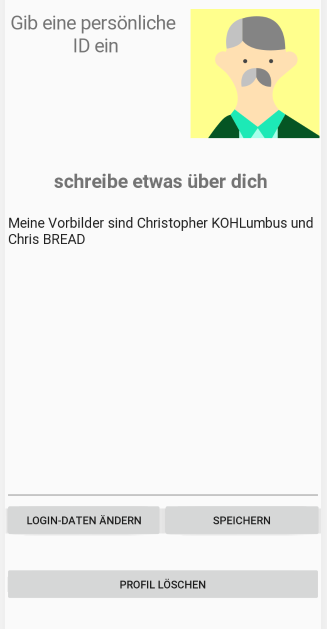 Gib eine persönliche
ID ein
schreibe etwas über dich
Meine Vorbilder sind Christopher KOHLumbus und
Chris BREAD
LOGIN-DATEN ÄNDERN
SPEICHERN
PROFIL LÖSCHEN